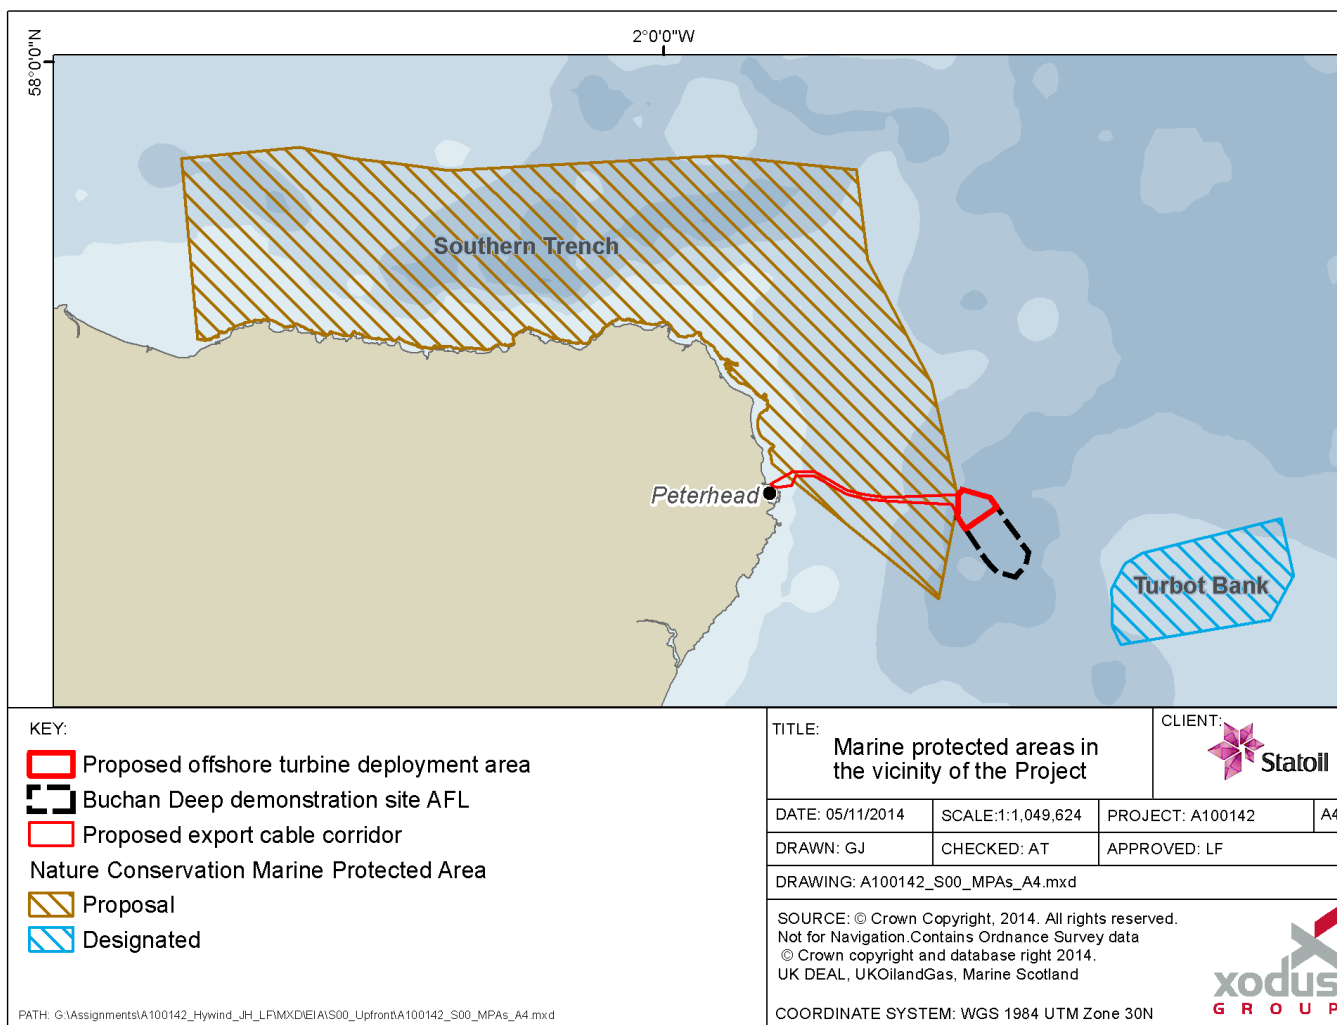 2°0'0"W
58°0'0"N
Southern Trench
Peterhead
Turbot Bank
KEY:
Proposed offshore turbine deployment area
Buchan Deep demonstration site AFL
Proposed export cable corridor
Nature Conservation Marine Protected Area
Proposal
Designated
PATH: G:\Assignments\A100142_Hywind_JH_LF\MXD\EIA\S00_Upfront\A100142_S00_MPAs_A4.mxd
TITLE:
Marine protected areas in
the vicinity of the Project
CLIENT:
Statoil
DATE: 05/11/2014
SCALE:1:1,049,624
PROJECT: A100142
A4
DRAWN: GJ
CHECKED: AT
APPROVED: LF
DRAWING: A100142_S00_MPAs_A4.mxd
SOURCE: © Crown Copyright, 2014. All rights reserved.
Not for Navigation.Contains Ordnance Survey data
© Crown copyright and database right 2014.
UK DEAL, UKOilandGas, Marine Scotland
COORDINATE SYSTEM: WGS 1984 UTM Zone 30N
xodus
GROUP